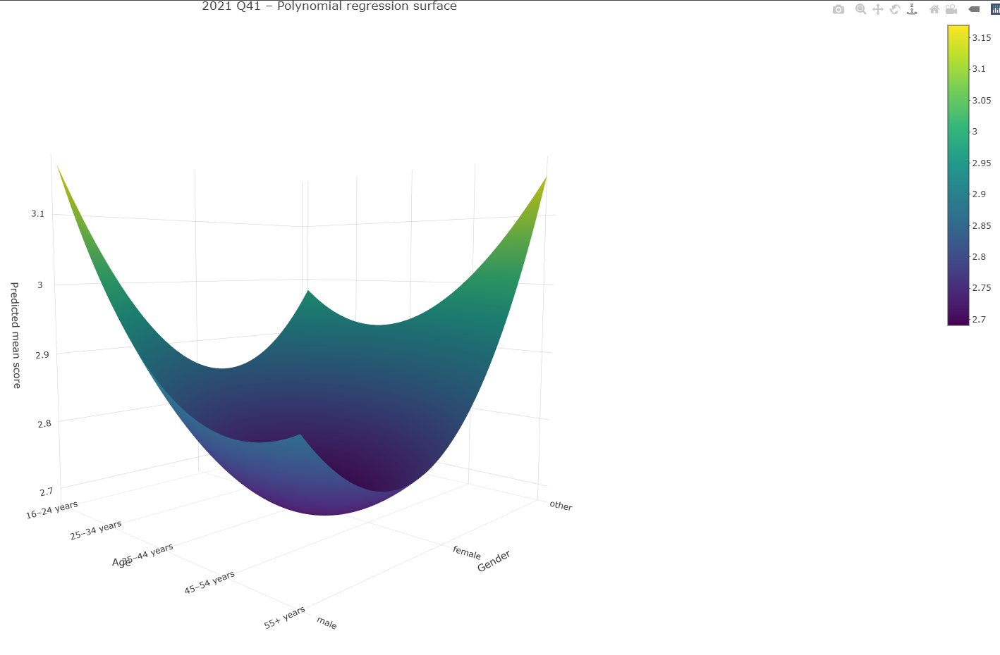 2021 Q41 – Polynomial regression surface
z
3.15
3.1
3.05
3
2.95
2.9
2.85
2.8
2.75
2.7
3.1
3
2.9
2.8
2.7
Predicted mean score
16–24 years
25–34 years
35–44 years
45–54 years
55+ years
Age
male
female
other
Gender